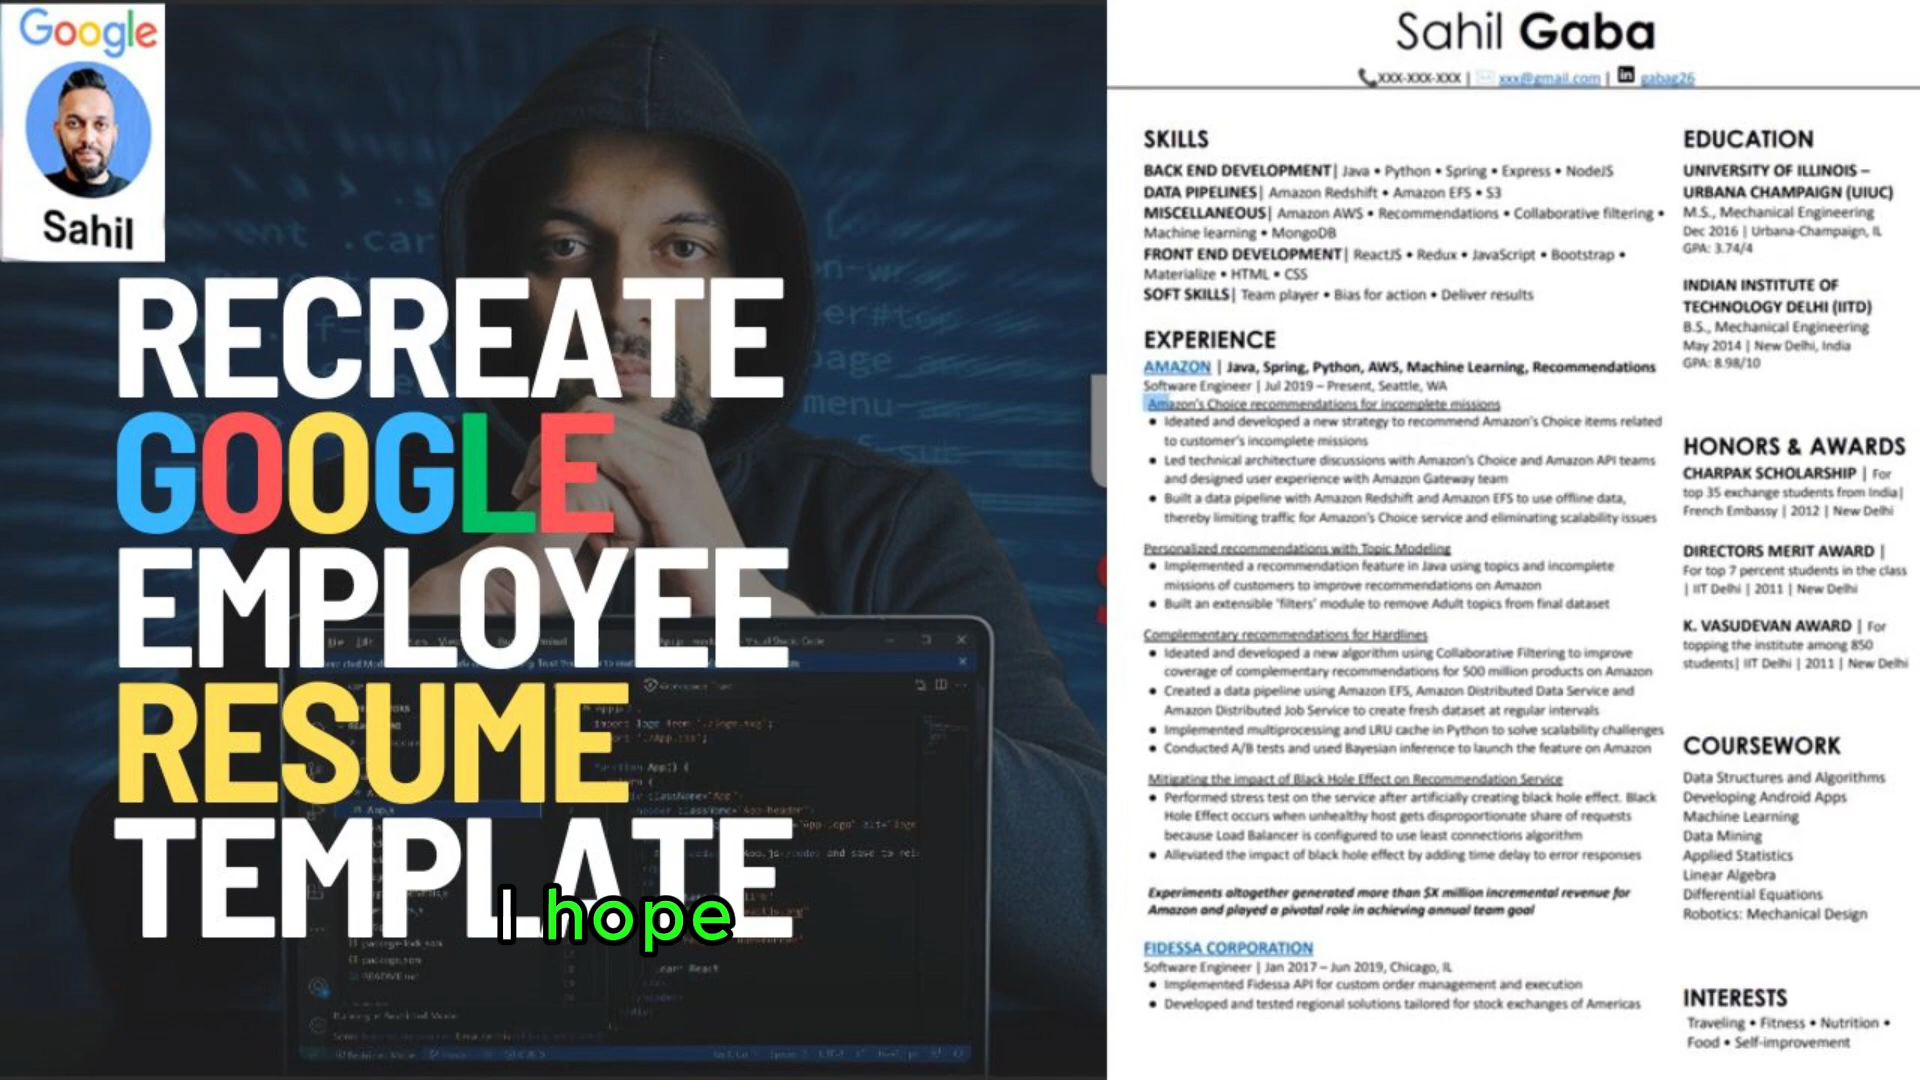 Google
Sahil
RECREATE
GOOGLE
EMPLOYEE
RESUME
TEMPLATE
I hope
Sahil Gaba
XXX-XXX-XXX | xxx@gmail.com | in gabag26
SKILLS
BACK END DEVELOPMENT| Java • Python • Spring • Express • NodeJS
DATA PIPELINES| Amazon Redshift • Amazon EFS • S3
MISCELLANEOUS| Amazon AWS • Recommendations • Collaborative filtering •
Machine learning • MongoDB
FRONT END DEVELOPMENT| ReactJS • Redux • JavaScript • Bootstrap •
Materialize • HTML • CSS
SOFT SKILLS| Team player • Bias for action • Deliver results
EXPERIENCE
AMAZON | Java, Spring, Python, AWS, Machine Learning, Recommendations
Software Engineer | Jul 2019 – Present, Seattle, WA
Amazon's Choice recommendations for incomplete missions
• Ideated and developed a new strategy to recommend Amazon's Choice items related
to customer's incomplete missions
• Led technical architecture discussions with Amazon's Choice and Amazon API teams
and designed user experience with Amazon Gateway team
• Built a data pipeline with Amazon Redshift and Amazon EFS to use offline data,
thereby limiting traffic for Amazon's Choice service and eliminating scalability issues
Personalized recommendations with Topic Modeling
• Implemented a recommendation feature in Java using topics and incomplete
missions of customers to improve recommendations on Amazon
• Built an extensible 'filters' module to remove Adult topics from final dataset
Complementary recommendations for Hardlines
• Ideated and developed a new algorithm using Collaborative Filtering to improve
coverage of complementary recommendations for 500 million products on Amazon
• Created a data pipeline using Amazon EFS, Amazon Distributed Data Service and
Amazon Distributed Job Service to create fresh dataset at regular intervals
• Implemented multiprocessing and LRU cache in Python to solve scalability challenges
• Conducted A/B tests and used Bayesian inference to launch the feature on Amazon
Mitigating the impact of Black Hole Effect on Recommendation Service
• Performed stress test on the service after artificially creating black hole effect. Black
Hole Effect occurs when unhealthy host gets disproportionate share of requests
because Load Balancer is configured to use least connections algorithm
• Alleviated the impact of black hole effect by adding time delay to error responses
Experiments altogether generated more than $X million incremental revenue for
Amazon and played a pivotal role in achieving annual team goal
FIDESSA CORPORATION
Software Engineer | Jan 2017 – Jun 2019, Chicago, IL
• Implemented Fidessa API for custom order management and execution
• Developed and tested regional solutions tailored for stock exchanges of Americas
EDUCATION
UNIVERSITY OF ILLINOIS –
URBANA CHAMPAIGN (UIUC)
M.S., Mechanical Engineering
Dec 2016 | Urbana-Champaign, IL
GPA: 3.74/4
INDIAN INSTITUTE OF
TECHNOLOGY DELHI (IITD)
B.S., Mechanical Engineering
May 2014 | New Delhi, India
GPA: 8.98/10
HONORS & AWARDS
CHARPAK SCHOLARSHIP | For
top 35 exchange students from India|
French Embassy | 2012 | New Delhi
DIRECTORS MERIT AWARD |
For top 7 percent students in the class
| IIT Delhi | 2011 | New Delhi
K. VASUDEVAN AWARD | For
topping the institute among 850
students| IIT Delhi | 2011 | New Delhi
COURSEWORK
Data Structures and Algorithms
Developing Android Apps
Machine Learning
Data Mining
Applied Statistics
Linear Algebra
Differential Equations
Robotics: Mechanical Design
INTERESTS
Traveling • Fitness • Nutrition •
Food • Self-improvement